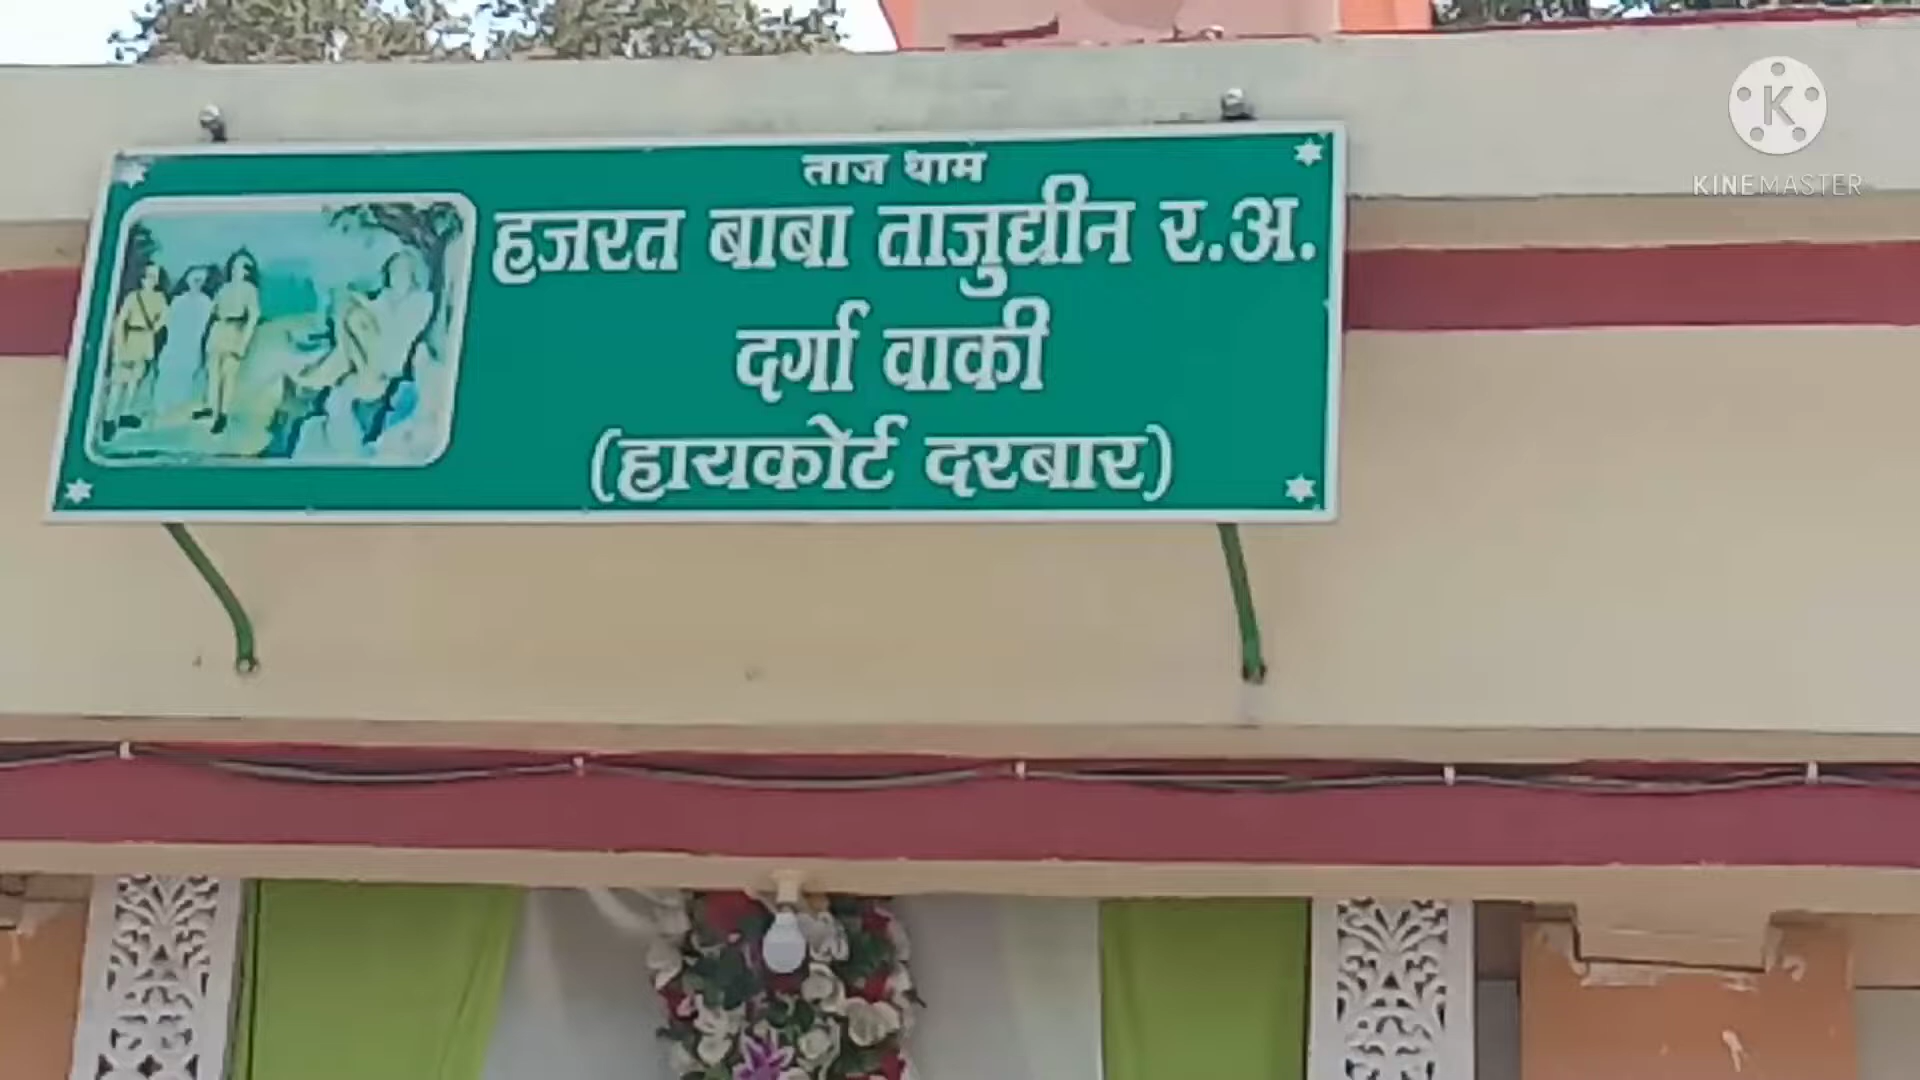 ताज धाम
हजरत बाबा ताजुद्यीन र.अ.
दर्गा वाकी
(हायकोर्ट दरबार)
K
KINEMASTER